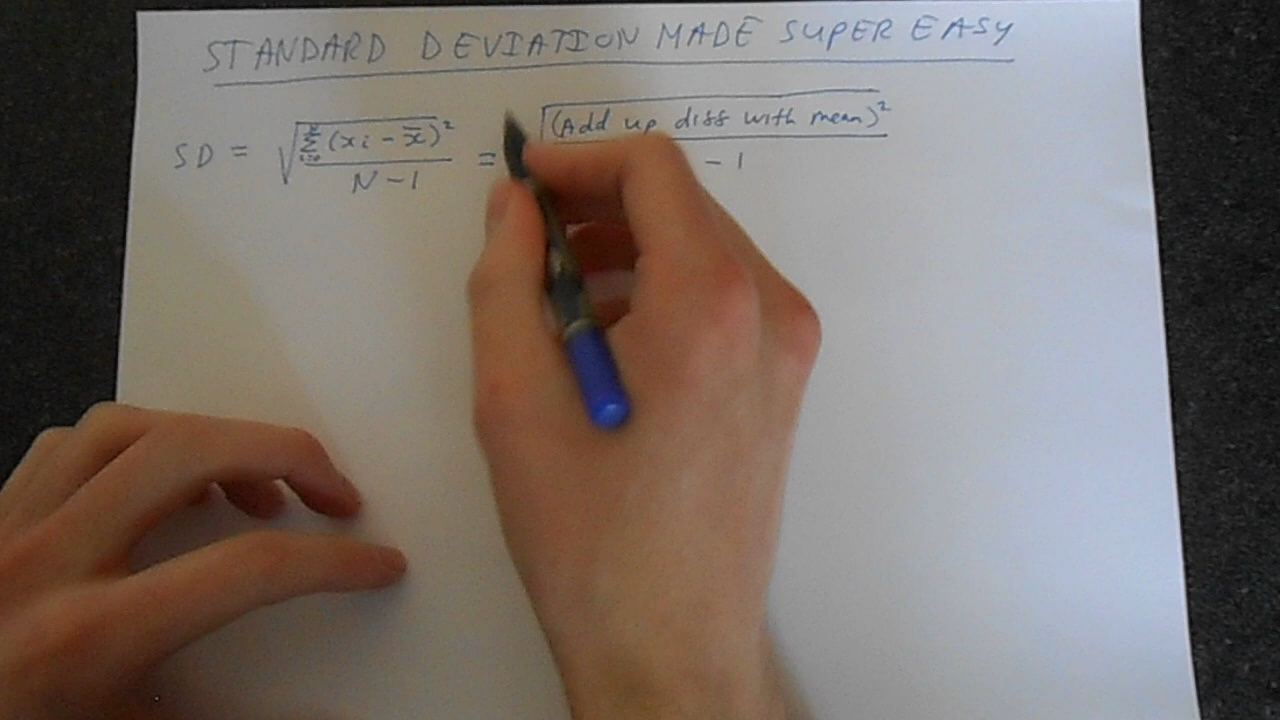 STANDARD DEVIATION MADE SUPER EASY
SD = √(Σ(xi - x̄)² / N - 1) = √((Add up diff with mean)² / - 1)